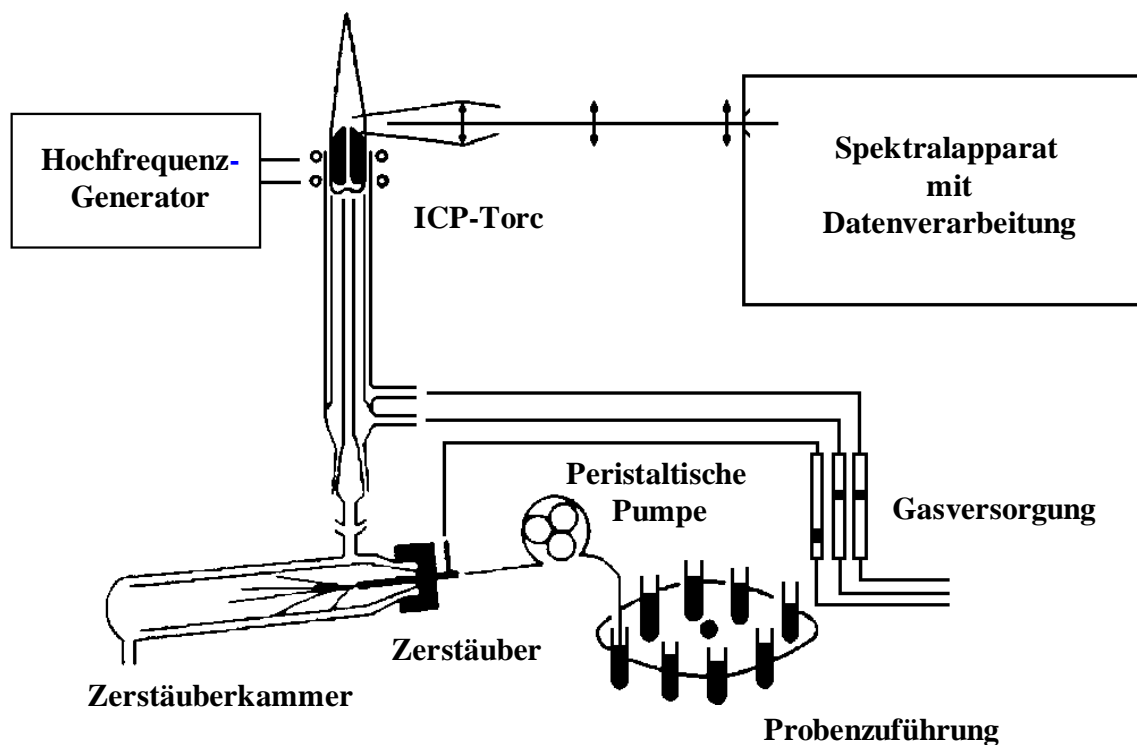 Hochfrequenz-
Generator
Spektralapparat
mit
Datenverarbeitung
ICP-Torc
Peristaltische
Pumpe
Gasversorgung
Zerstäuber
Zerstäuberkammer
Probenzuführung